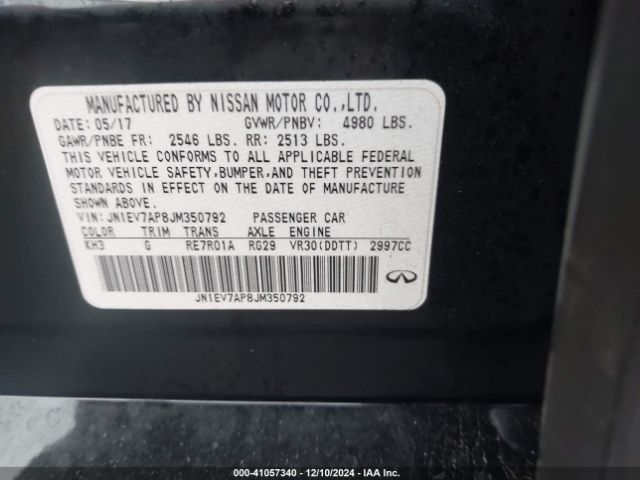 MANUFACTURED BY NISSAN MOTOR CO.,LTD.
DATE: 05/17 GVWR/PNBV: 4980 LBS.
GAWR/PNBE FR: 2546 LBS. RR: 2513 LBS.
THIS VEHICLE CONFORMS TO ALL APPLICABLE FEDERAL
MOTOR VEHICLE SAFETY,BUMPER,AND THEFT PREVENTION
STANDARDS IN EFFECT ON THE DATE OF MANUFACTURE
SHOWN ABOVE.
VIN: JN1EV7AP8JM350792 PASSENGER CAR
COLOR TRIM TRANS AXLE ENGINE
KH3 G RE7R01A RG29 VR30(DDTT) 2997CC
JN1EV7AP8JM350792
000-41057340 | 12/10/2024 | IAA Inc.